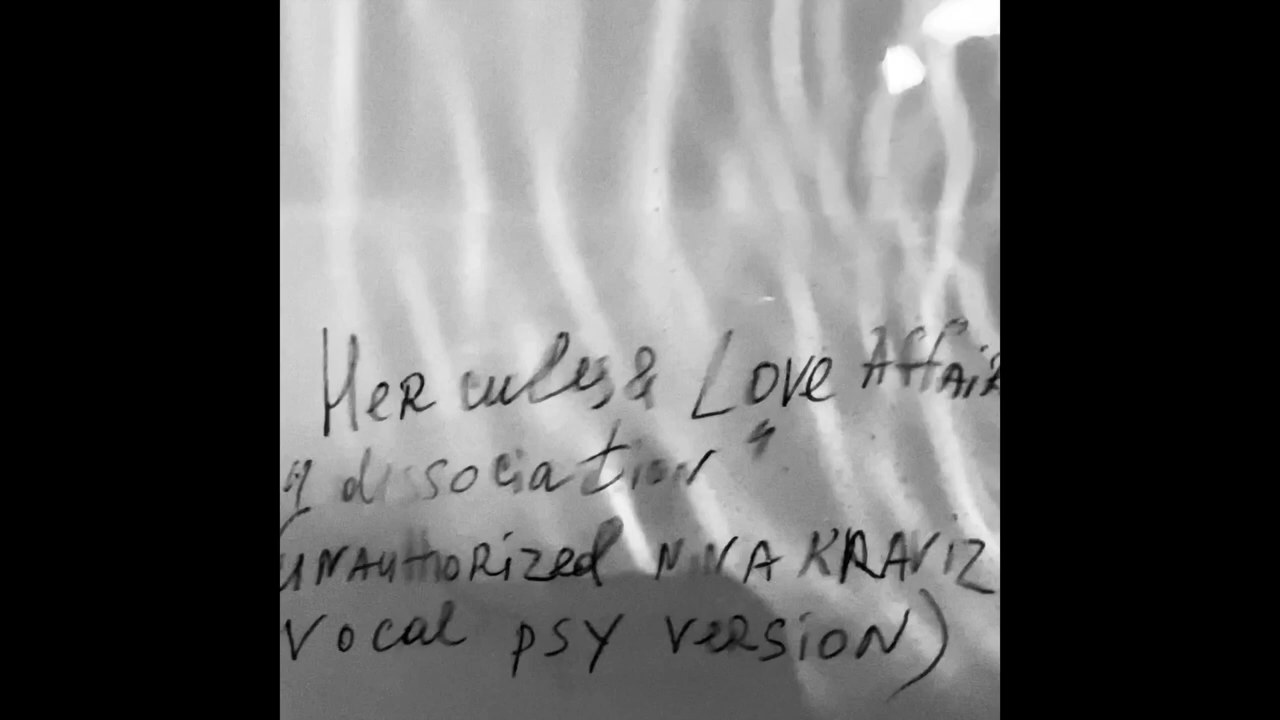 Hercules & Love Affair
"dissociation"
(unauthorized NINA KRAVIZ
vocal psy version)